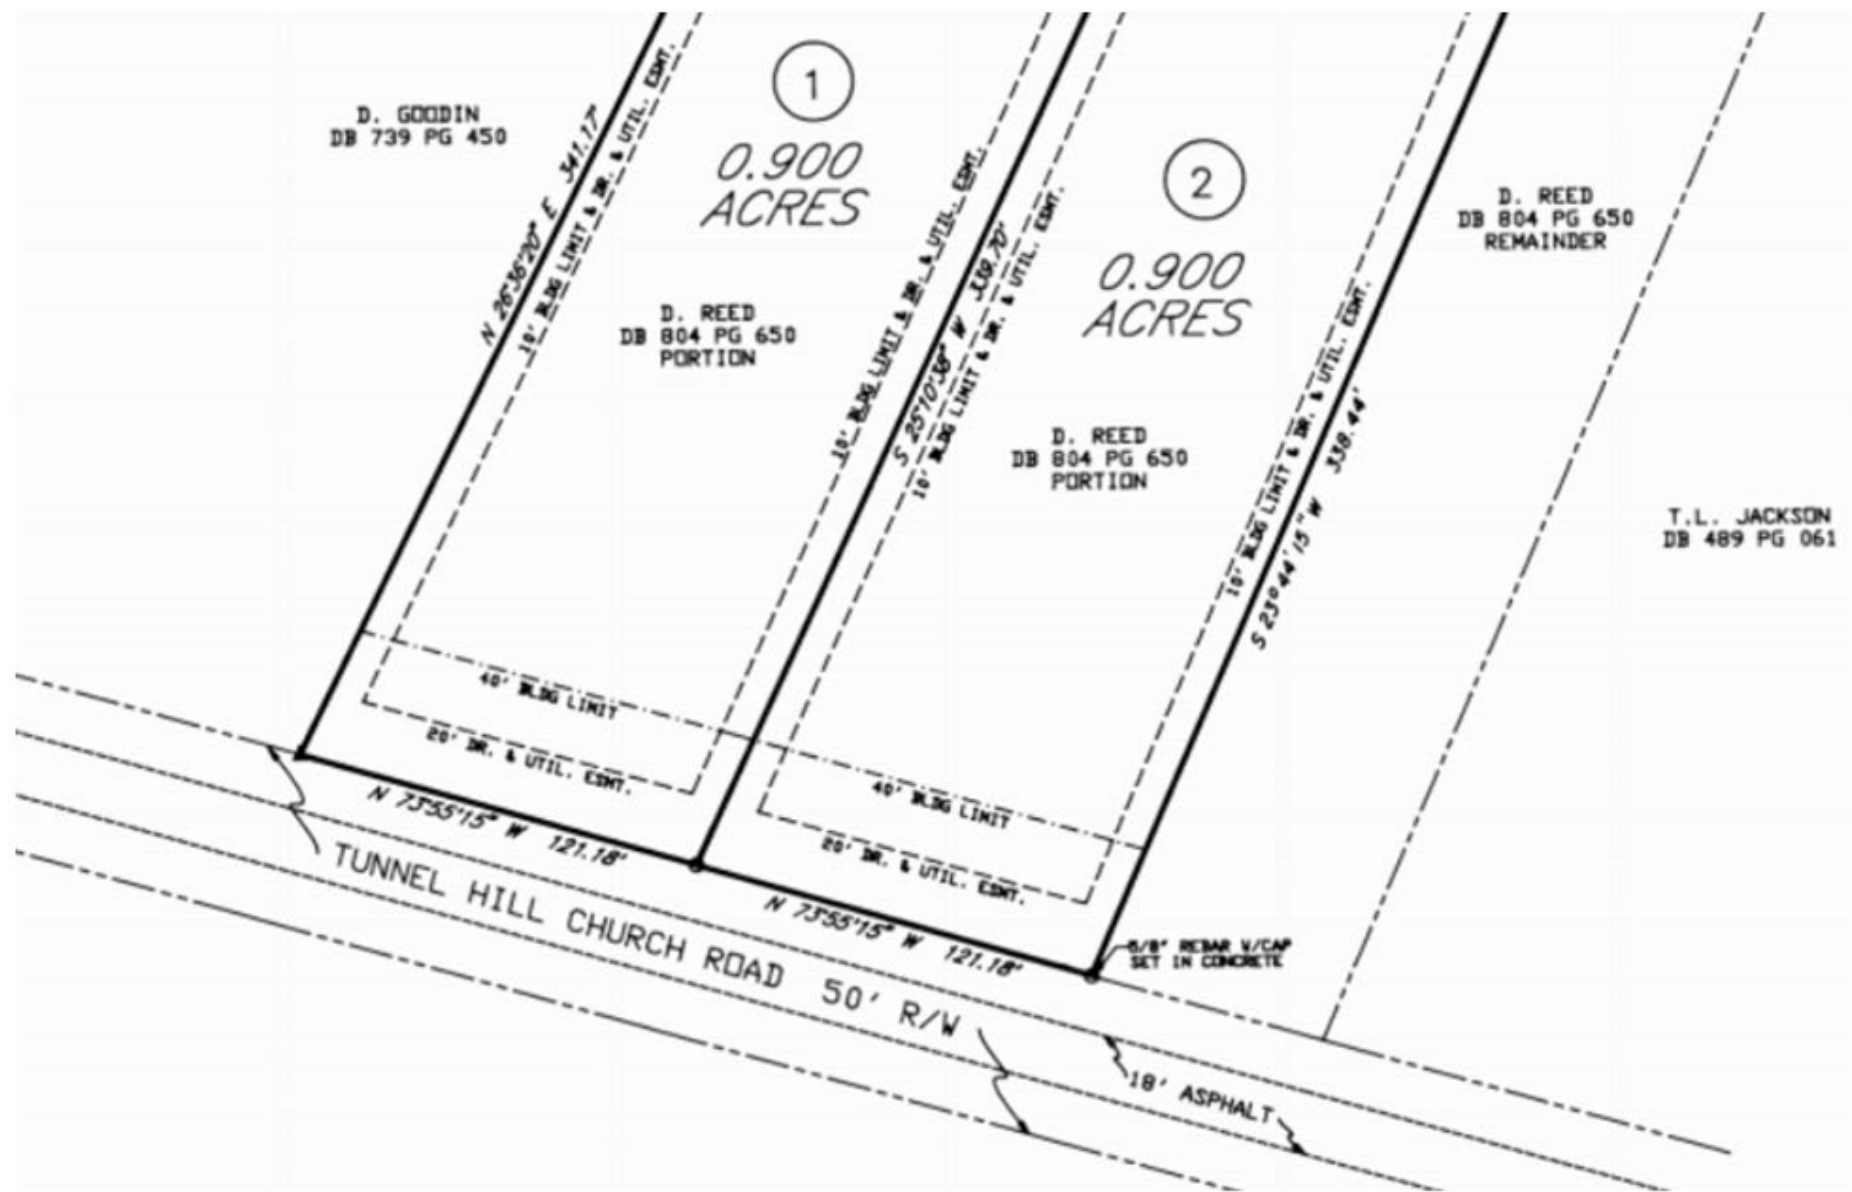 D. GOODIN
DB 739 PG 450
N 26°36'20" E 341.17'
10' BLDG LIMIT & DR. & UTIL. ESMT.
1
0.900
ACRES
D. REED
DB 804 PG 650
PORTION
10' BLDG LIMIT & DR. & UTIL. ESMT.
S 25°10'38" W 339.70'
10' BLDG LIMIT & DR. & UTIL. ESMT.
2
0.900
ACRES
D. REED
DB 804 PG 650
PORTION
10' BLDG LIMIT & DR. & UTIL. ESMT.
S 23°44'15" W 338.44'
D. REED
DB 804 PG 650
REMAINDER
T.L. JACKSON
DB 489 PG 061
40' BLDG LIMIT
20' DR. & UTIL. ESMT.
N 73°55'15" W 121.18'
40' BLDG LIMIT
20' DR. & UTIL. ESMT.
N 73°55'15" W 121.18'
5/8" REBAR W/CAP
SET IN CONCRETE
TUNNEL HILL CHURCH ROAD 50' R/W
18' ASPHALT